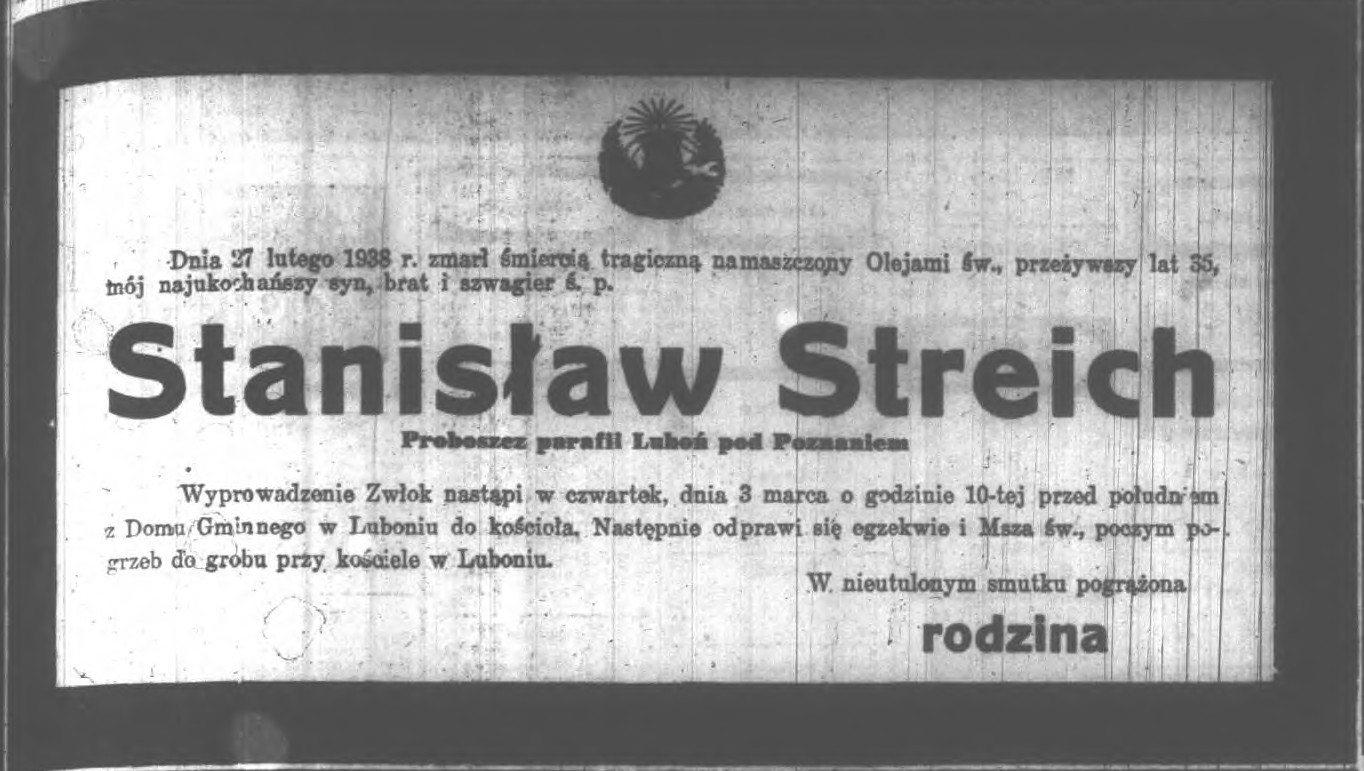 Dnia 27 lutego 1938 r. zmarł śmiercią tragiczną namaszczony Olejami św., przeżywszy lat 35,
mój najukochańszy syn, brat i szwagier ś. p.
Stanisław Streich
Proboszcz parafii Luboń pod Poznaniem
Wyprowadzenie Zwłok nastąpi w czwartek, dnia 3 marca o godzinie 10-tej przed południem
z Domu Gminnego w Luboniu do kościoła. Następnie odprawi się egzekwie i Msza św., poczym po-
grzeb do grobu przy kościele w Luboniu.
W nieutulonym smutku pogrążona
rodzina